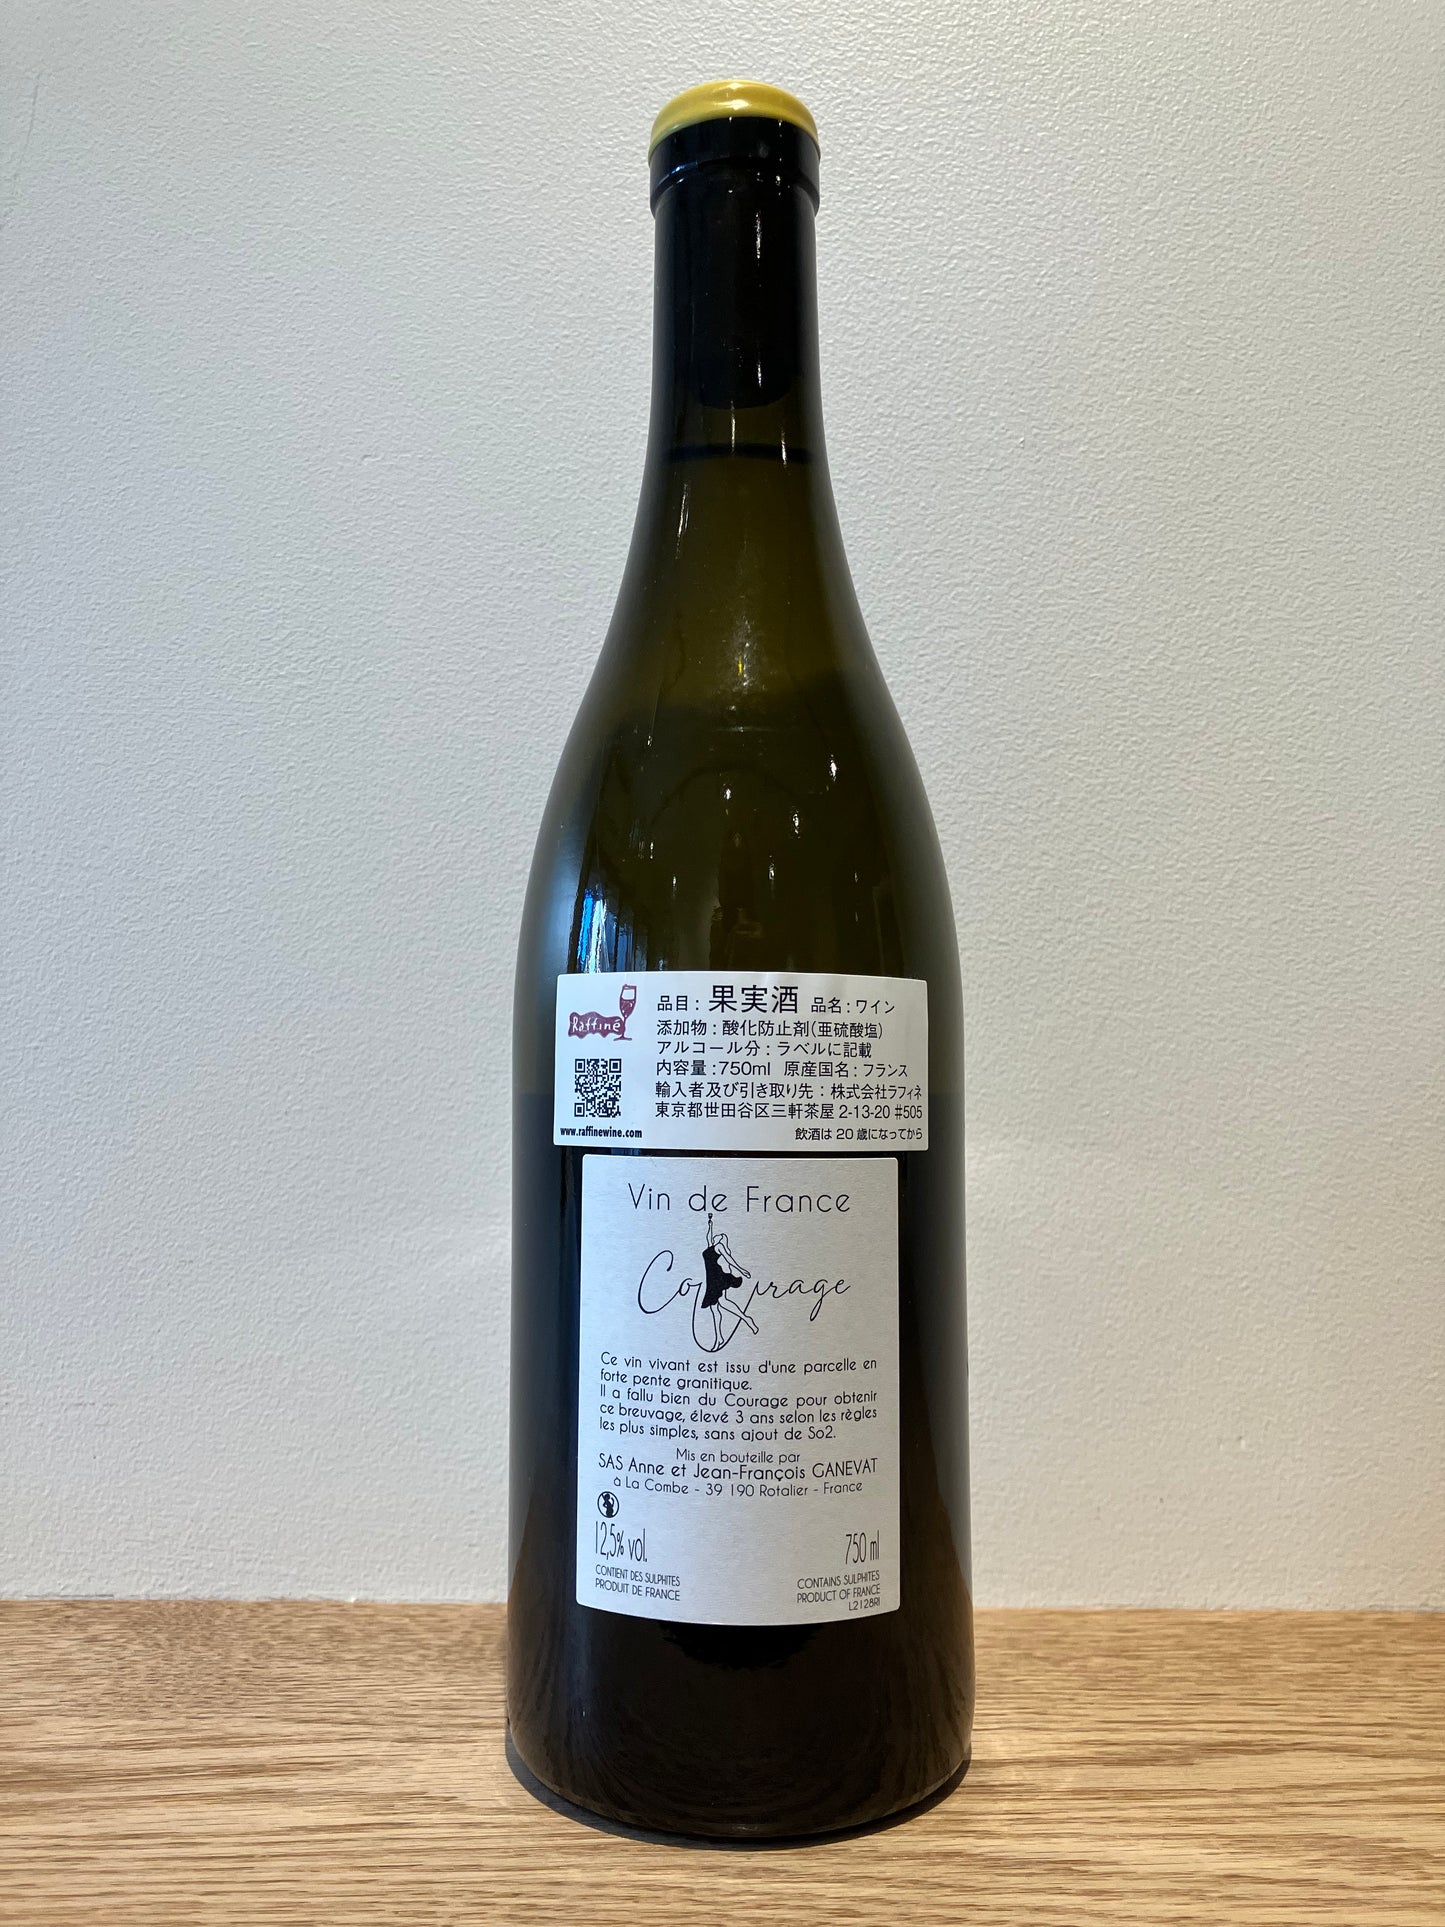 Raffiné
品目：果実酒 品名：ワイン
添加物：酸化防止剤(亜硫酸塩)
アルコール分：ラベルに記載
内容量：750ml 原産国名：フランス
輸入者及び引き取り先：株式会社ラフィネ
東京都世田谷区三軒茶屋 2-13-20 #505
www.raffinewine.com
飲酒は 20 歳になってから
Vin de France
Courage
Ce vin vivant est issu d'une parcelle en
forte pente granitique.
Il a fallu bien du Courage pour obtenir
ce breuvage, élevé 3 ans selon les règles
les plus simples, sans ajout de So2.
Mis en bouteille par
SAS Anne et Jean-François GANEVAT
à La Combe - 39 190 Rotalier - France
12,5% vol.
750 ml
CONTIENT DES SULPHITES
PRODUIT DE FRANCE
CONTAINS SULPHITES
PRODUCT OF FRANCE
L2128RI